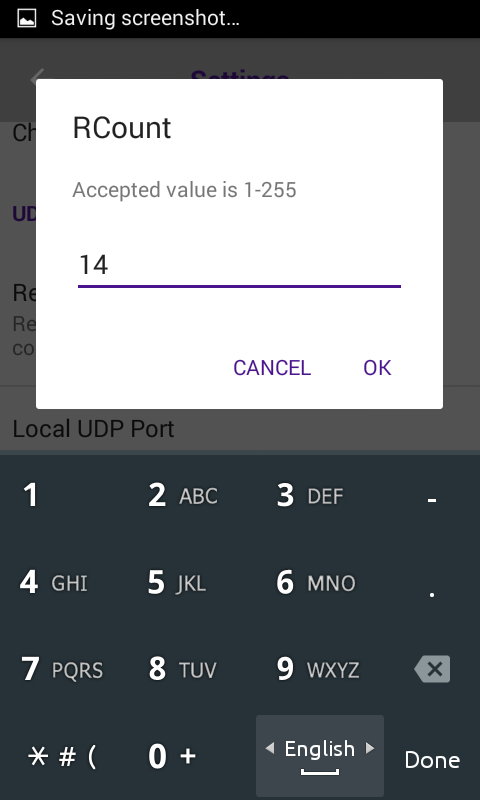 Saving screenshot...
Settings
Ch
RCount
Accepted value is 1-255
UD
14
Re
Re
co
CANCEL OK
Local UDP Port
1 2 ABC 3 DEF -
4 GHI 5 JKL 6 MNO .
7 PQRS 8 TUV 9 WXYZ
* # ( 0 + English Done